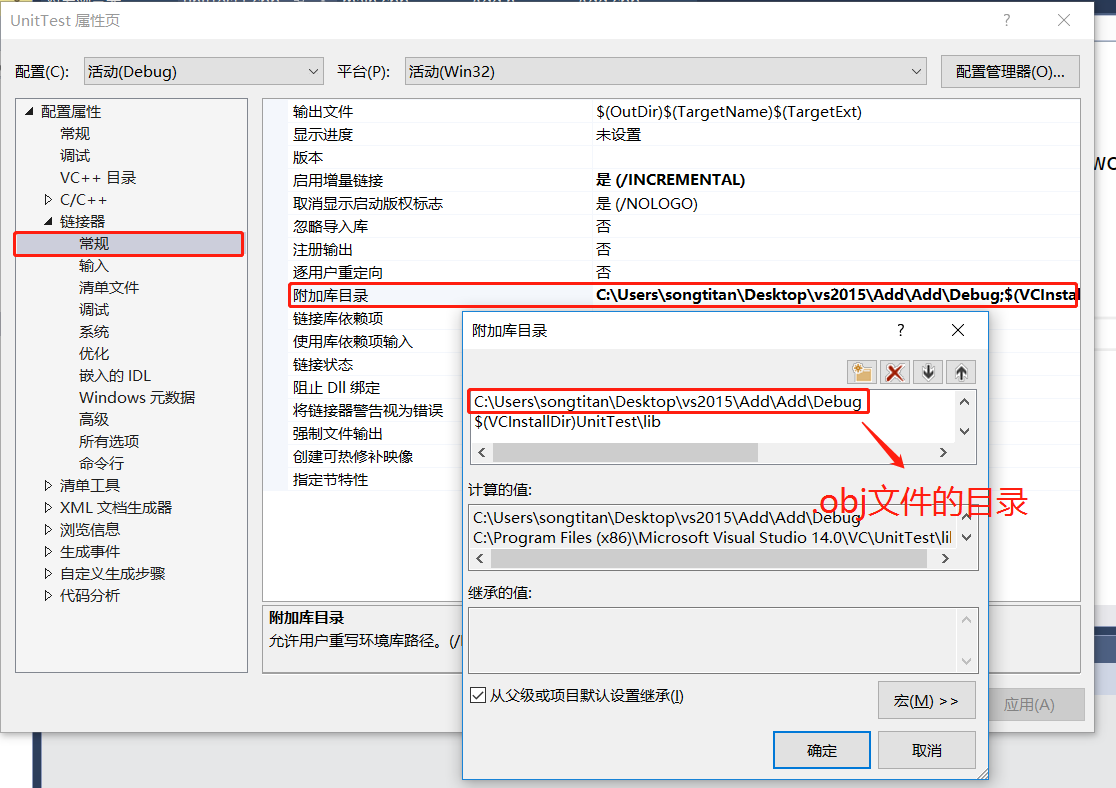 UnitTest 属性页
配置(C):
活动(Debug)
平台(P):
活动(Win32)
配置管理器(O)...
配置属性
常规
调试
VC++ 目录
C/C++
链接器
常规
输入
清单文件
调试
系统
优化
嵌入的 IDL
Windows 元数据
高级
所有选项
命令行
清单工具
XML 文档生成器
浏览信息
生成事件
自定义生成步骤
代码分析
输出文件 $(OutDir)$(TargetName)$(TargetExt)
显示进度 未设置
版本
启用增量链接 是 (/INCREMENTAL)
取消显示启动版权标志 是 (/NOLOGO)
忽略导入库 否
注册输出 否
逐用户重定向 否
附加库目录 C:\Users\songtitan\Desktop\vs2015\Add\Add\Debug;$(VCInstal
链接库依赖项
使用库依赖项输入
链接状态
阻止 Dll 绑定
将链接器警告视为错误
强制文件输出
创建可热修补映像
指定节特性
附加库目录
允许用户重写环境库路径。(/
附加库目录
C:\Users\songtitan\Desktop\vs2015\Add\Add\Debug
$(VCInstallDir)UnitTest\lib
.obj文件的目录
计算的值:
C:\Users\songtitan\Desktop\vs2015\Add\Add\Debug
C:\Program Files (x86)\Microsoft Visual Studio 14.0\VC\UnitTest\lib
继承的值:
从父级或项目默认设置继承(I)
宏(M) >>
确定
取消
应用(A)